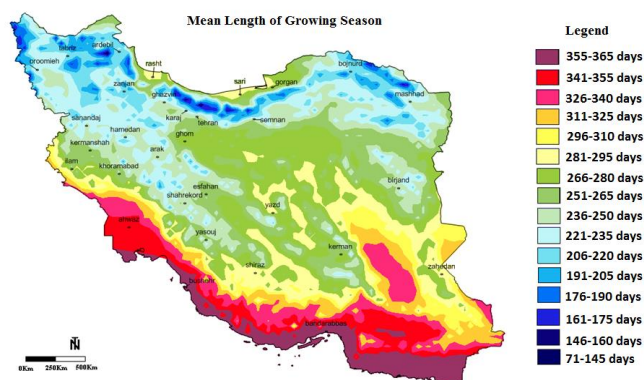 Mean Length of Growing Season
Legend
355-365 days
341-355 days
326-340 days
311-325 days
296-310 days
281-295 days
266-280 days
251-265 days
236-250 days
221-235 days
206-220 days
191-205 days
176-190 days
161-175 days
146-160 days
71-145 days
tabriz
ardebil
oroomieh
rasht
zanjan
sari
gorgan
bojnurd
mashhad
ghazvin
sanandaj
karaj
tehran
semnan
hamedan
ghom
kermanshah
arak
ilam
khoramabad
esfahan
shahrekord
birjand
yazd
ahwaz
yasouj
kerman
shiraz
zahedan
bushehr
bandarabbas
N
0Km 250Km 500Km